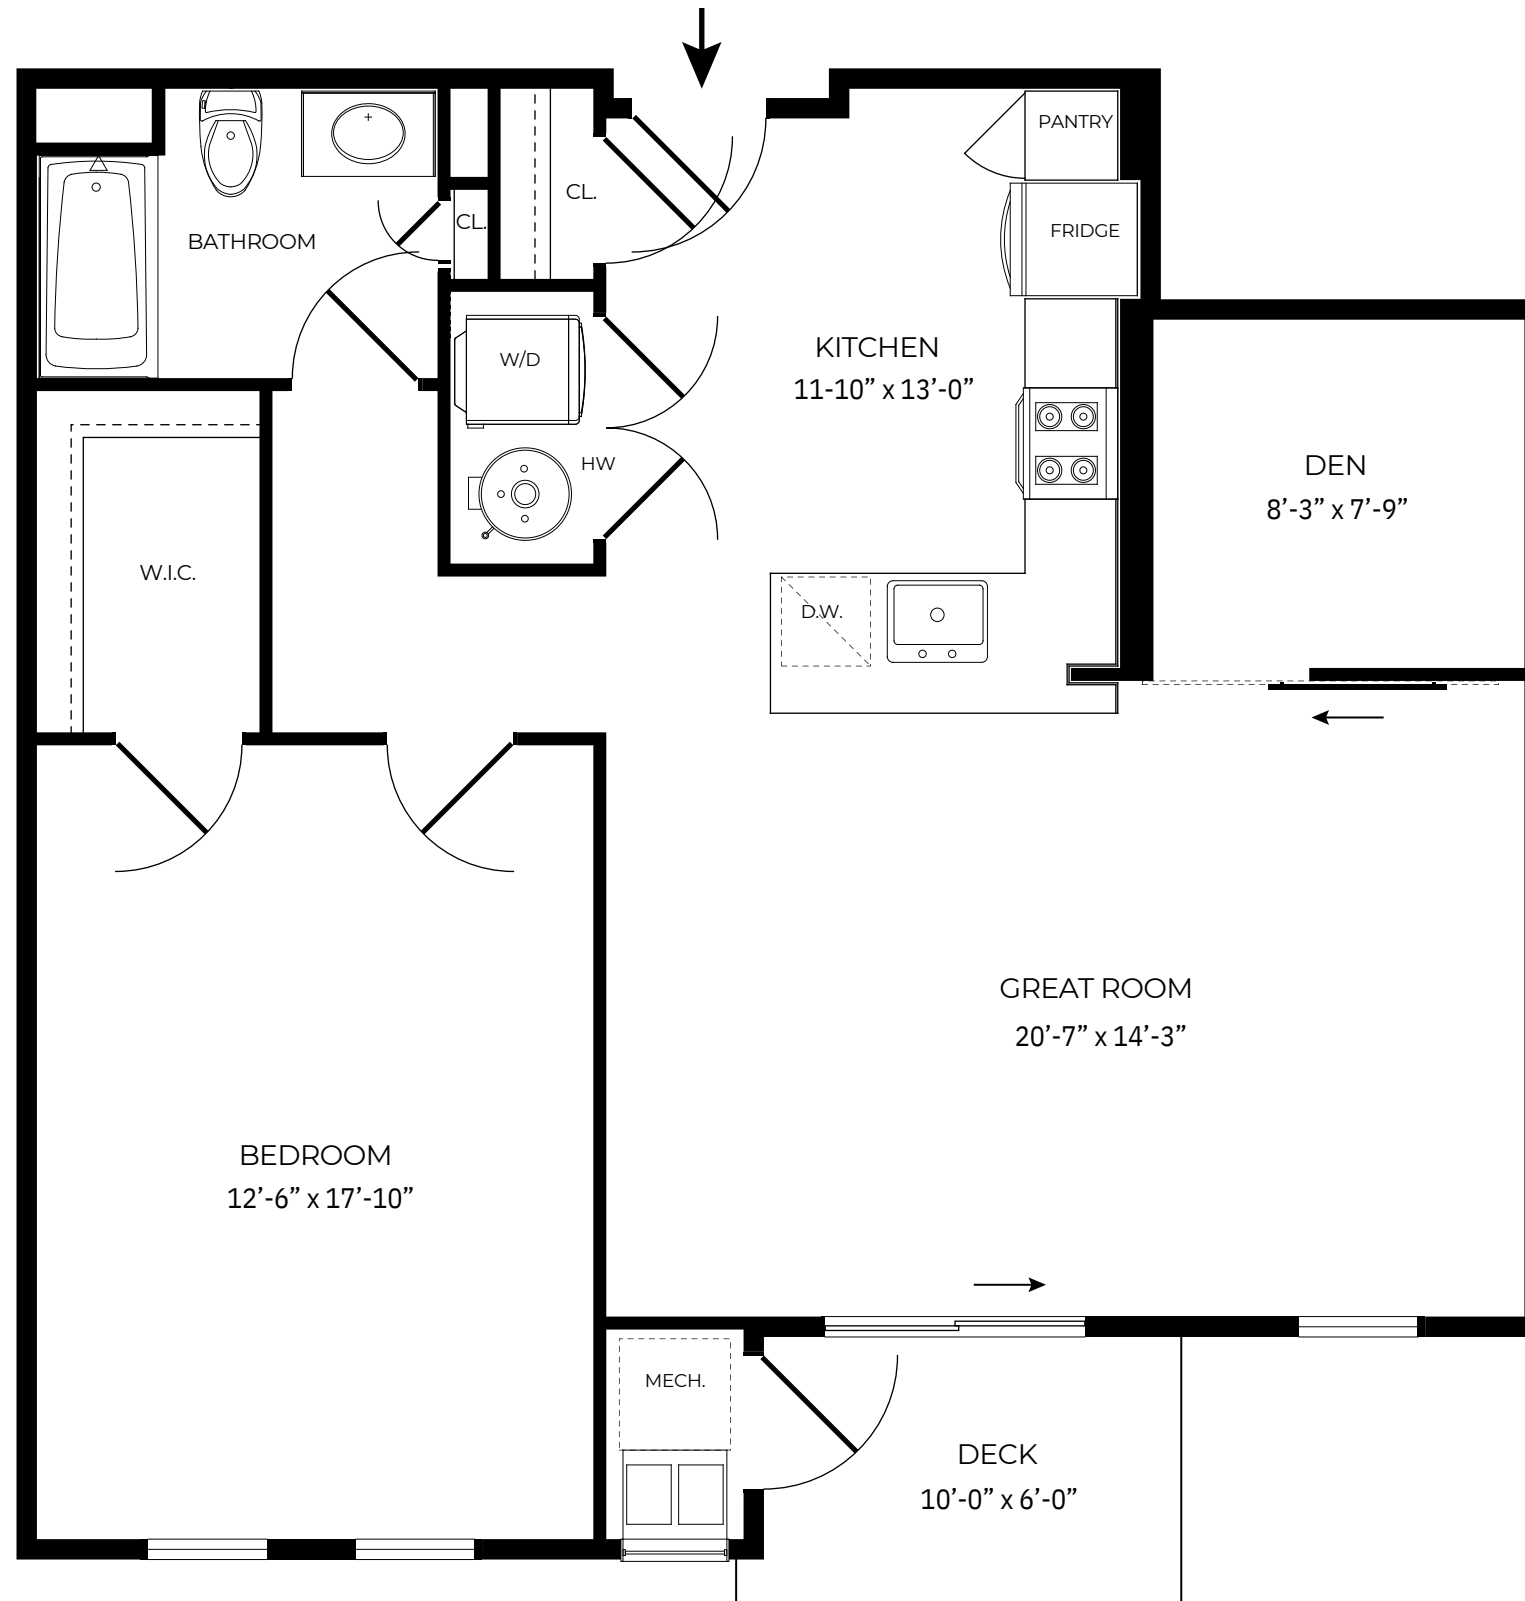 PANTRY
CL.
CL.
FRIDGE
BATHROOM
KITCHEN
11-10” x 13’-0”
W/D
HW
DEN
8’-3” x 7’-9”
W.I.C.
D.W.
GREAT ROOM
20’-7” x 14’-3”
BEDROOM
12’-6” x 17’-10”
MECH.
DECK
10’-0” x 6’-0”